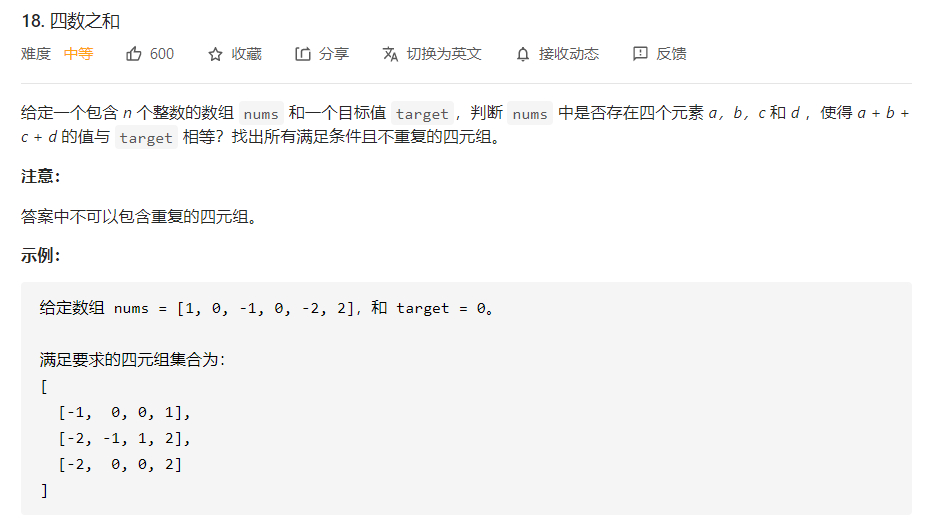 18. 四数之和
难度 中等 600 收藏 分享 切换为英文 接收动态 反馈
给定一个包含 n 个整数的数组 nums 和一个目标值 target，判断 nums 中是否存在四个元素 a，b，c 和 d ，使得 a + b +
c + d 的值与 target 相等？找出所有满足条件且不重复的四元组。
注意：
答案中不可以包含重复的四元组。
示例：
给定数组 nums = [1, 0, -1, 0, -2, 2]，和 target = 0。
满足要求的四元组集合为：
[
[-1, 0, 0, 1],
[-2, -1, 1, 2],
[-2, 0, 0, 2]
]